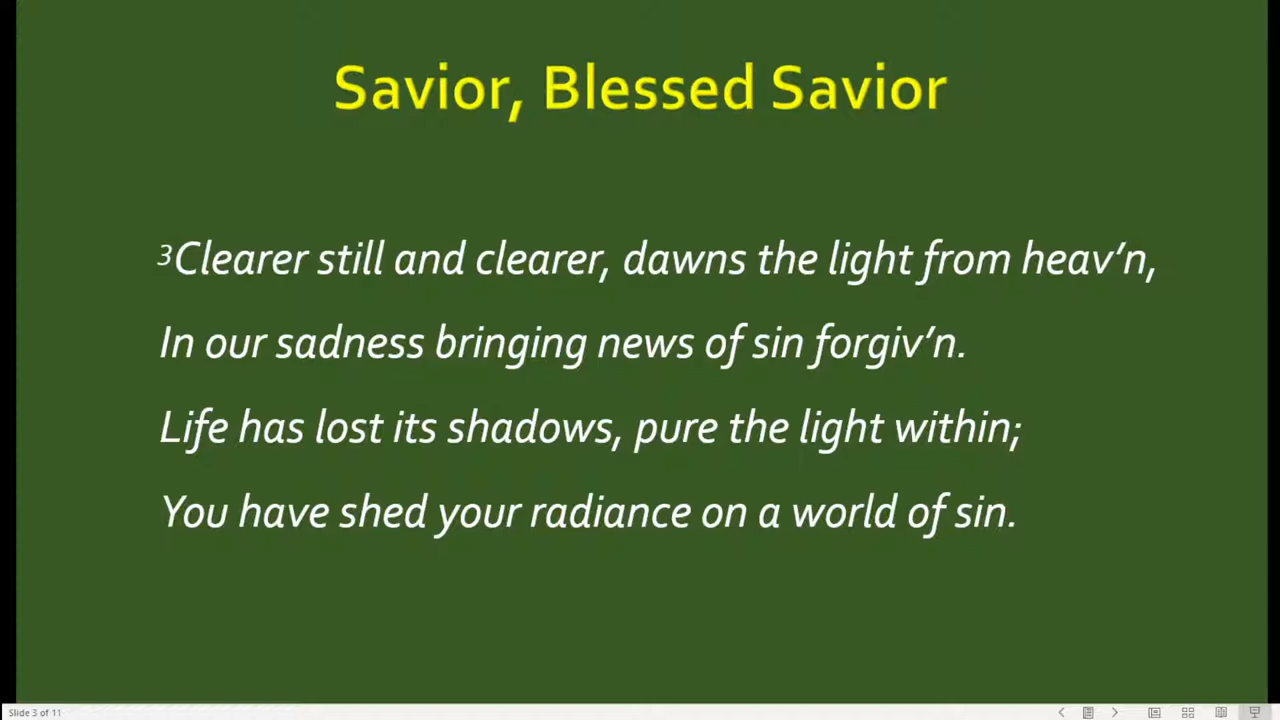 Savior, Blessed Savior
³Clearer still and clearer, dawns the light from heav’n,
In our sadness bringing news of sin forgiv’n.
Life has lost its shadows, pure the light within;
You have shed your radiance on a world of sin.
Slide 3 of 11